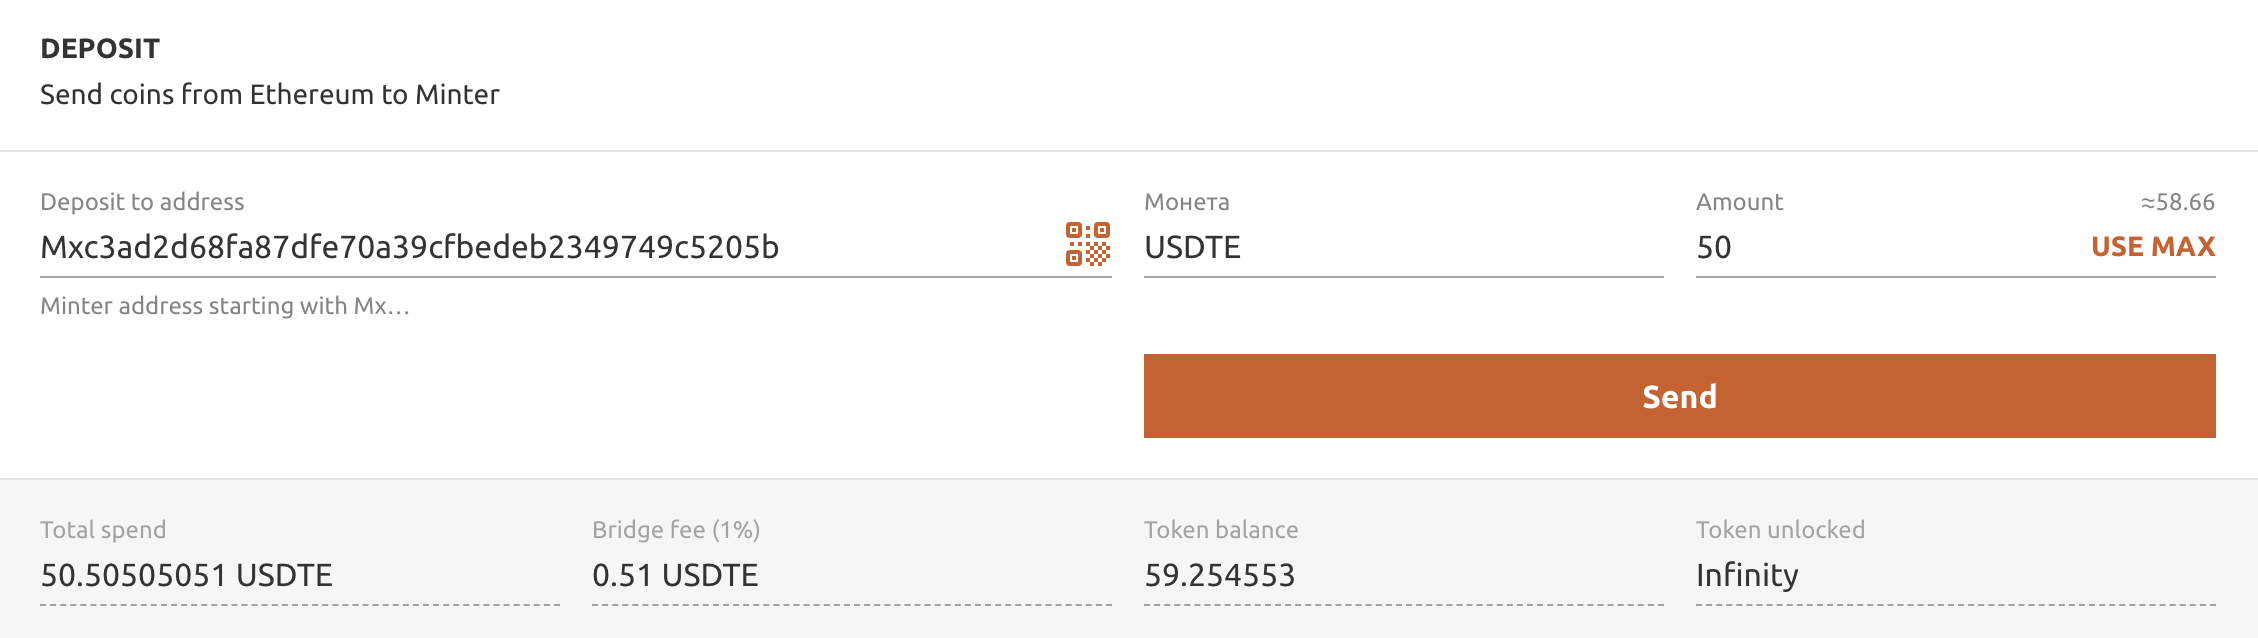 DEPOSIT
Send coins from Ethereum to Minter
Deposit to address
Mxc3ad2d68fa87dfe70a39cfbedeb2349749c5205b
Minter address starting with Mx…
Монета
USDTE
Amount
≈58.66
50
USE MAX
Send
Total spend
50.50505051 USDTE
Bridge fee (1%)
0.51 USDTE
Token balance
59.254553
Token unlocked
Infinity